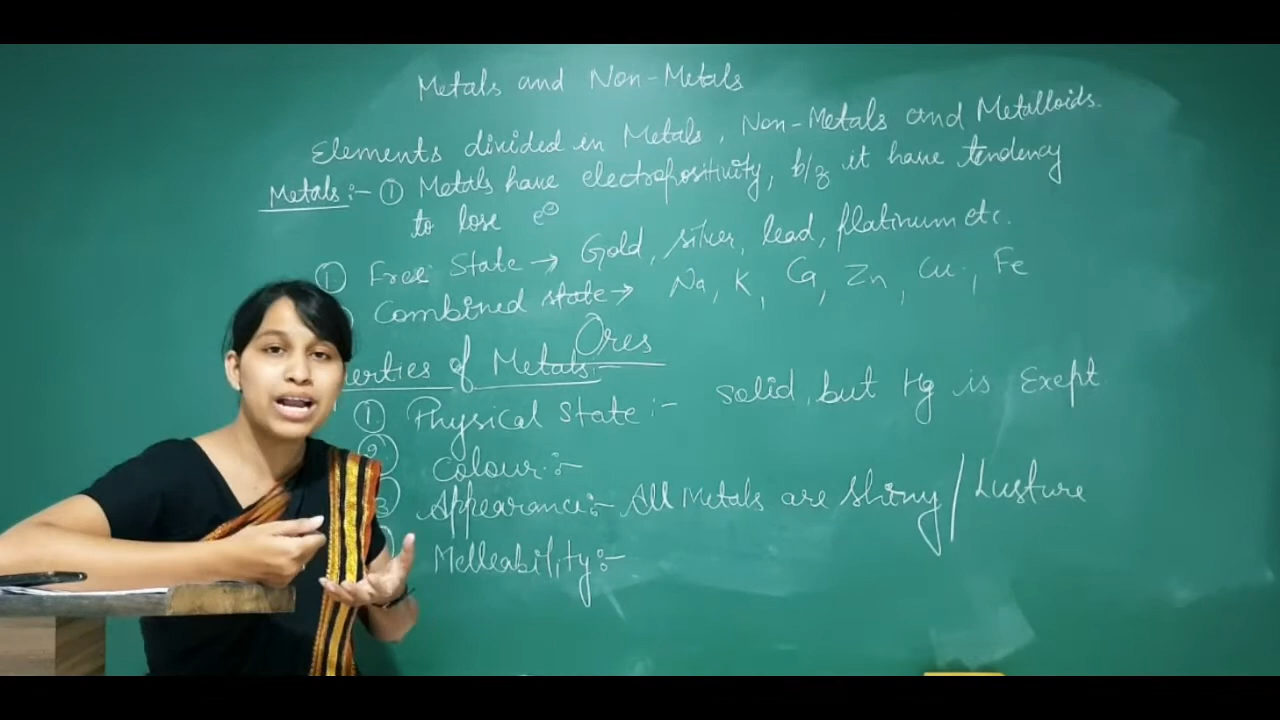 Metals and Non-Metals
Elements divided in Metals, Non-Metals and Metalloids.
Metals:- ① Metals have electropositivity, b/z it have tendency
to lose e⊖
① Free State → Gold, silver, lead, platinum etc.
Combined state → Na, K, Ca, Zn, Cu, Fe
Ores
erties of Metals:-
① Physical State:- solid, but Hg is Exept
② Colour:-
③ Appearance:- All Metals are Shiny / Lusture
Melleability:-